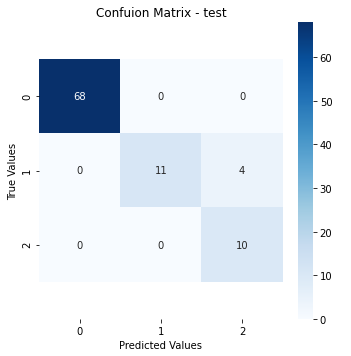 Confuion Matrix - test
0 68 0 0
1 0 11 4
2 0 0 10
0 1 2
True Values
Predicted Values
60
50
40
30
20
10
0